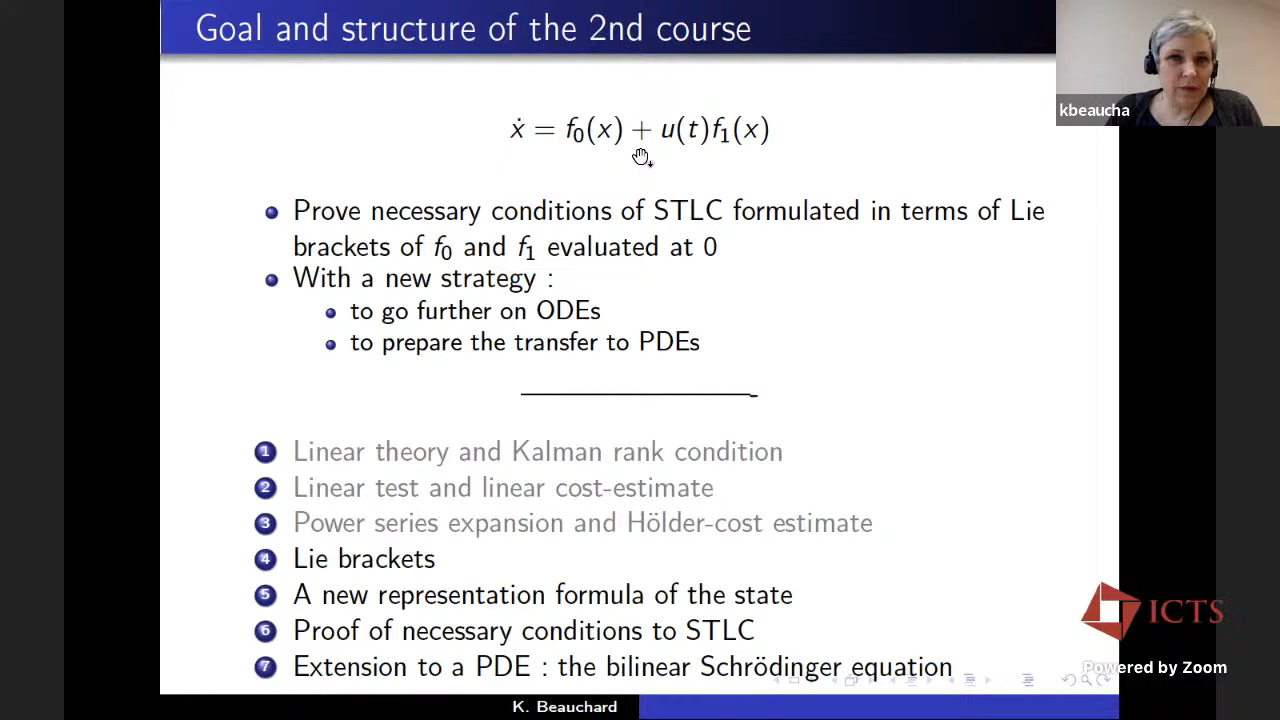 Goal and structure of the 2nd course
kbeaucha
ẋ = f₀(x) + u(t)f₁(x)
Prove necessary conditions of STLC formulated in terms of Lie
brackets of f₀ and f₁ evaluated at 0
With a new strategy :
to go further on ODEs
to prepare the transfer to PDEs
1 Linear theory and Kalman rank condition
2 Linear test and linear cost-estimate
3 Power series expansion and Hölder-cost estimate
4 Lie brackets
5 A new representation formula of the state
6 Proof of necessary conditions to STLC
7 Extension to a PDE : the bilinear Schrödinger equation
ICTS
Powered by Zoom
K. Beauchard